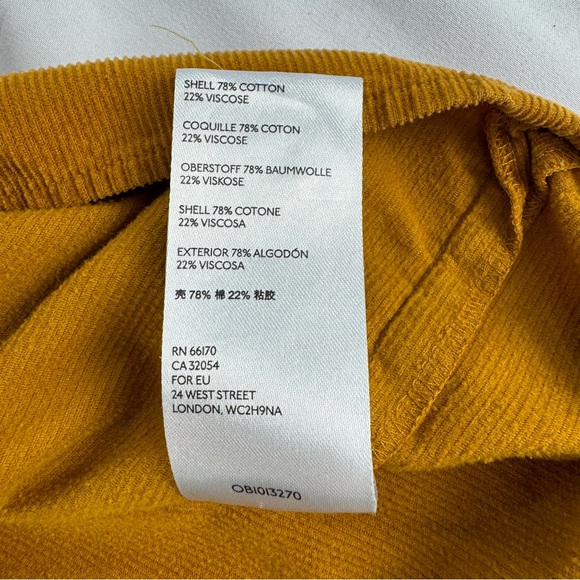 SHELL 78% COTTON
22% VISCOSE
COQUILLE 78% COTON
22% VISCOSE
OBERSTOFF 78% BAUMWOLLE
22% VISKOSE
SHELL 78% COTONE
22% VISCOSA
EXTERIOR 78% ALGODÓN
22% VISCOSA
壳 78% 棉 22% 粘胶
RN 66170
CA 32054
FOR EU
24 WEST STREET
LONDON, WC2H9NA
OB1013270